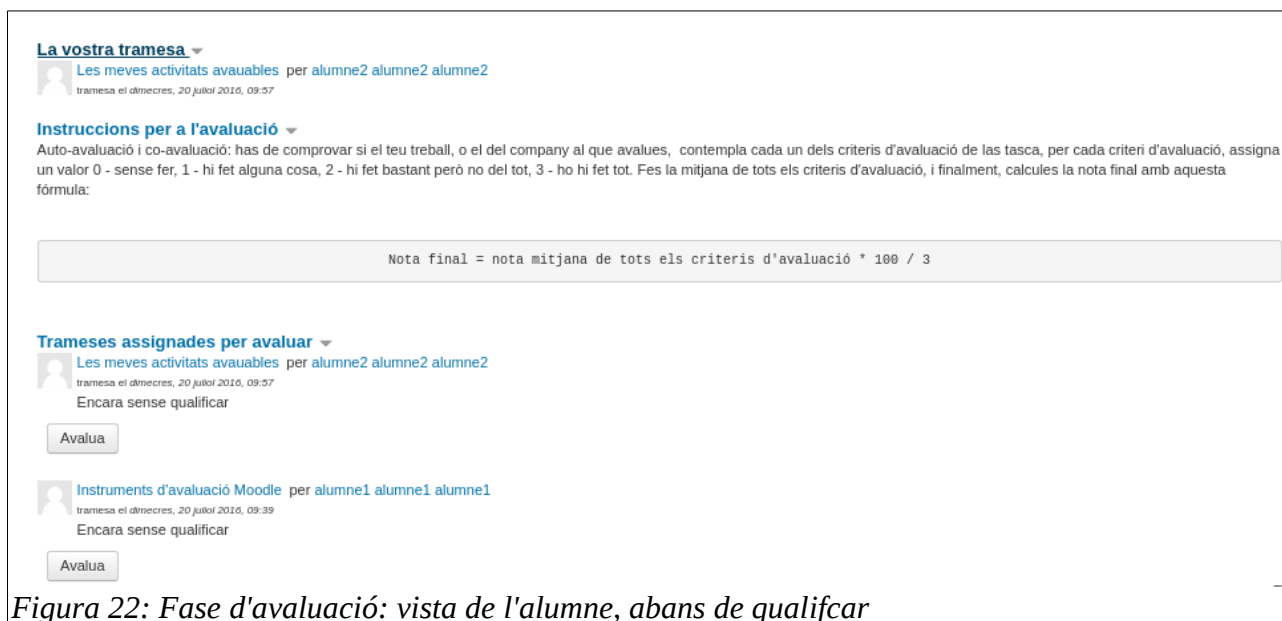 La vostra tramesa
Les meves activitats avauables per alumne2 alumne2 alumne2
tramesa el dimecres, 20 juliol 2016, 09:57
Instruccions per a l'avaluació
Auto-avaluació i co-avaluació: has de comprovar si el teu treball, o el del company al que avalues, contempla cada un dels criteris d'avaluació de las tasca, per cada criteri d'avaluació, assigna
un valor 0 - sense fer, 1 - hi fet alguna cosa, 2 - hi fet bastant però no del tot, 3 - ho hi fet tot. Fes la mitjana de tots els criteris d'avaluació, i finalment, calcules la nota final amb aquesta
fórmula:
Nota final = nota mitjana de tots els criteris d'avaluació * 100 / 3
Trameses assignades per avaluar
Les meves activitats avauables per alumne2 alumne2 alumne2
tramesa el dimecres, 20 juliol 2016, 09:57
Encara sense qualificar
Avalua
Instruments d'avaluació Moodle per alumne1 alumne1 alumne1
tramesa el dimecres, 20 juliol 2016, 09:39
Encara sense qualificar
Avalua
Figura 22: Fase d'avaluació: vista de l'alumne, abans de qualifcar